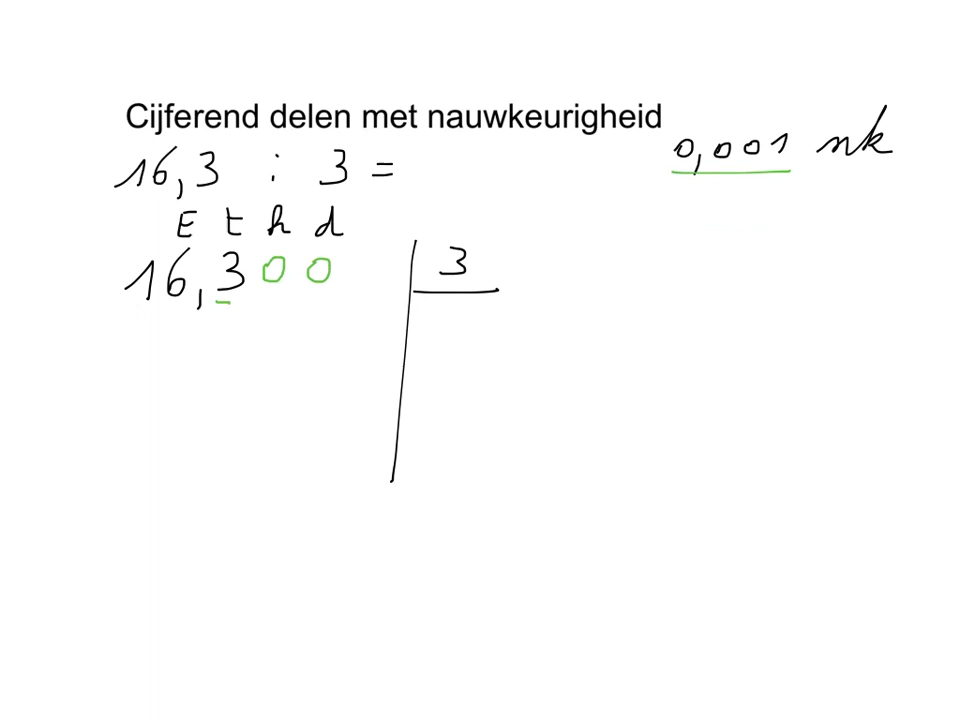 Cijferend delen met nauwkeurigheid
0,001 nk
16,3 : 3 =
E t h d
16,300 3